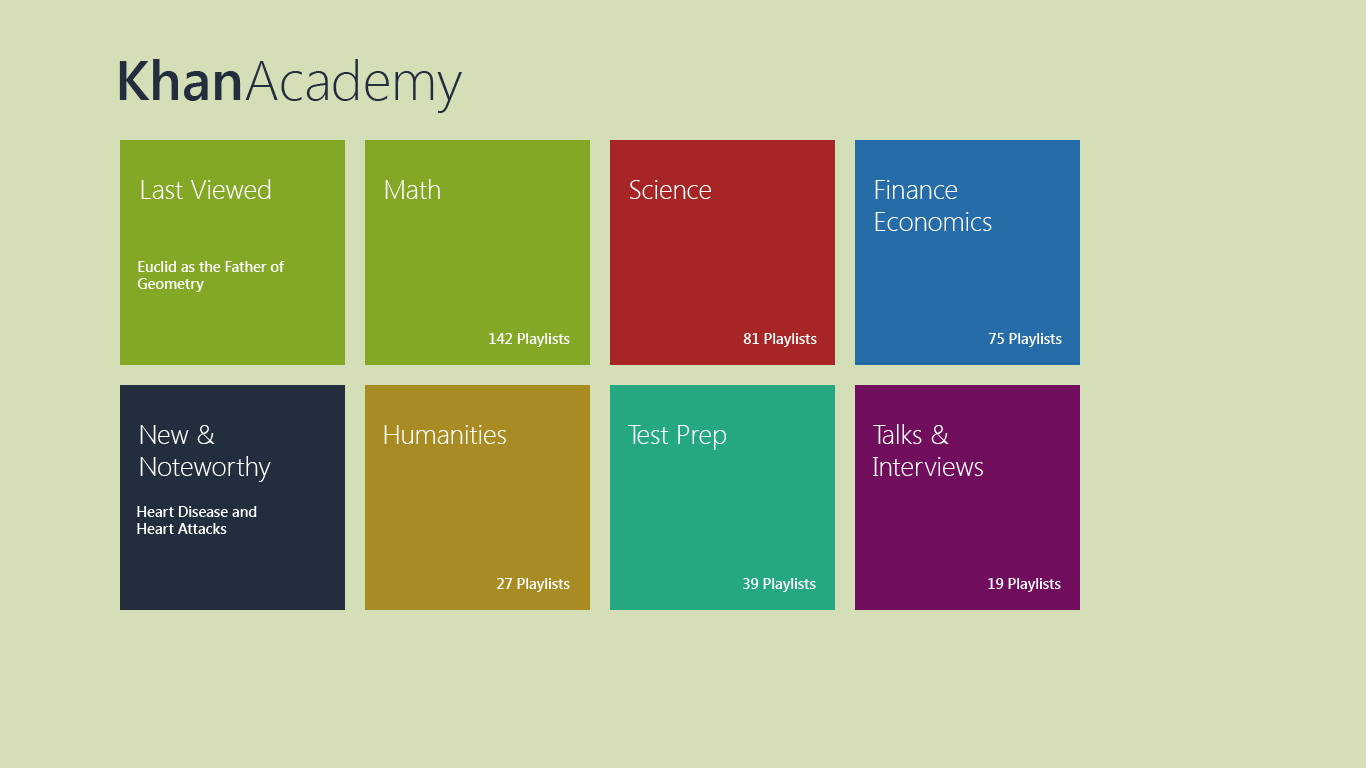 KhanAcademy
Last Viewed
Euclid as the Father of
Geometry
Math
142 Playlists
Science
81 Playlists
Finance
Economics
75 Playlists
New &
Noteworthy
Heart Disease and
Heart Attacks
Humanities
27 Playlists
Test Prep
39 Playlists
Talks &
Interviews
19 Playlists